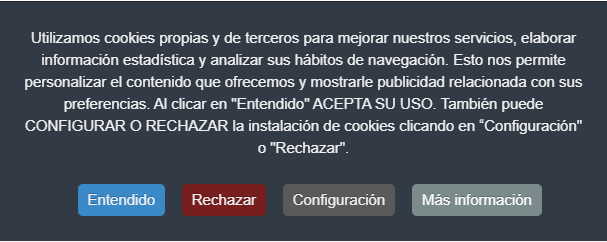 Utilizamos cookies propias y de terceros para mejorar nuestros servicios, elaborar
información estadística y analizar sus hábitos de navegación. Esto nos permite
personalizar el contenido que ofrecemos y mostrarle publicidad relacionada con sus
preferencias. Al clicar en "Entendido" ACEPTA SU USO. También puede
CONFIGURAR O RECHAZAR la instalación de cookies clicando en “Configuración"
o "Rechazar".
Entendido Rechazar Configuración Más información